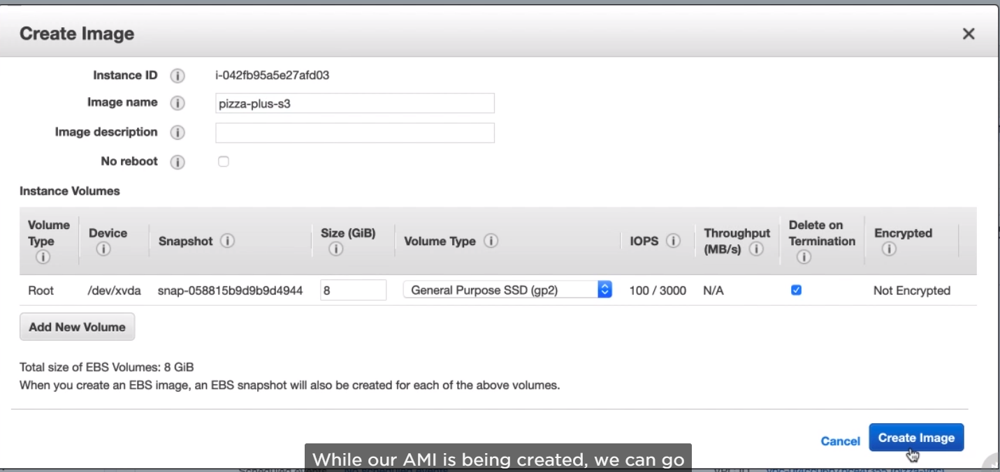 Create Image
Instance ID i-042fb95a5e27afd03
Image name pizza-plus-s3
Image description
No reboot
Instance Volumes
Volume Type Device Snapshot Size (GiB) Volume Type IOPS Throughput (MB/s) Delete on Termination Encrypted
Root /dev/xvda snap-058815b9d9b9d4944 8 General Purpose SSD (gp2) 100 / 3000 N/A Not Encrypted
Add New Volume
Total size of EBS Volumes: 8 GiB
When you create an EBS image, an EBS snapshot will also be created for each of the above volumes.
Cancel Create Image
While our AMI is being created, we can go